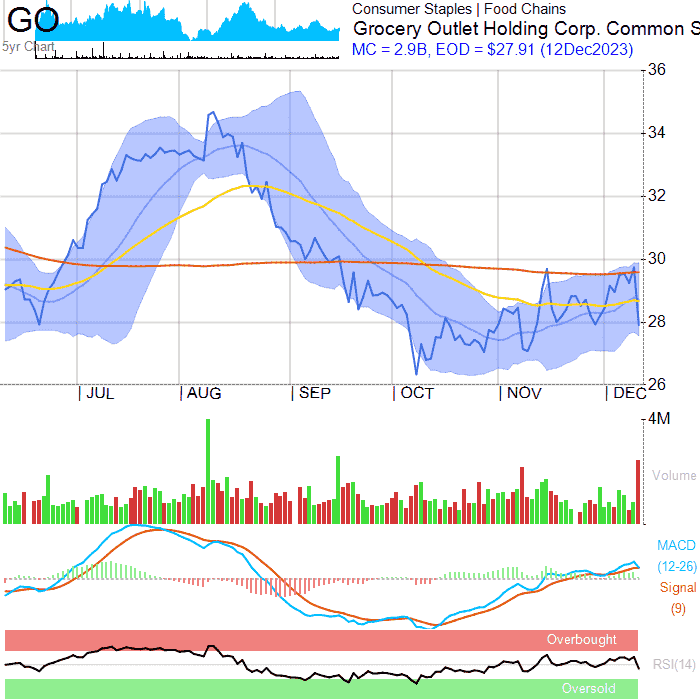 GO
5yr Chart
Consumer Staples | Food Chains
Grocery Outlet Holding Corp. Common S
MC = 2.9B, EOD = $27.91 (12Dec2023)
36
34
32
30
28
26
| JUL | AUG | SEP | OCT | NOV | DEC
4M
Volume
MACD
(12-26)
Signal
(9)
Overbought
RSI(14)
Oversold